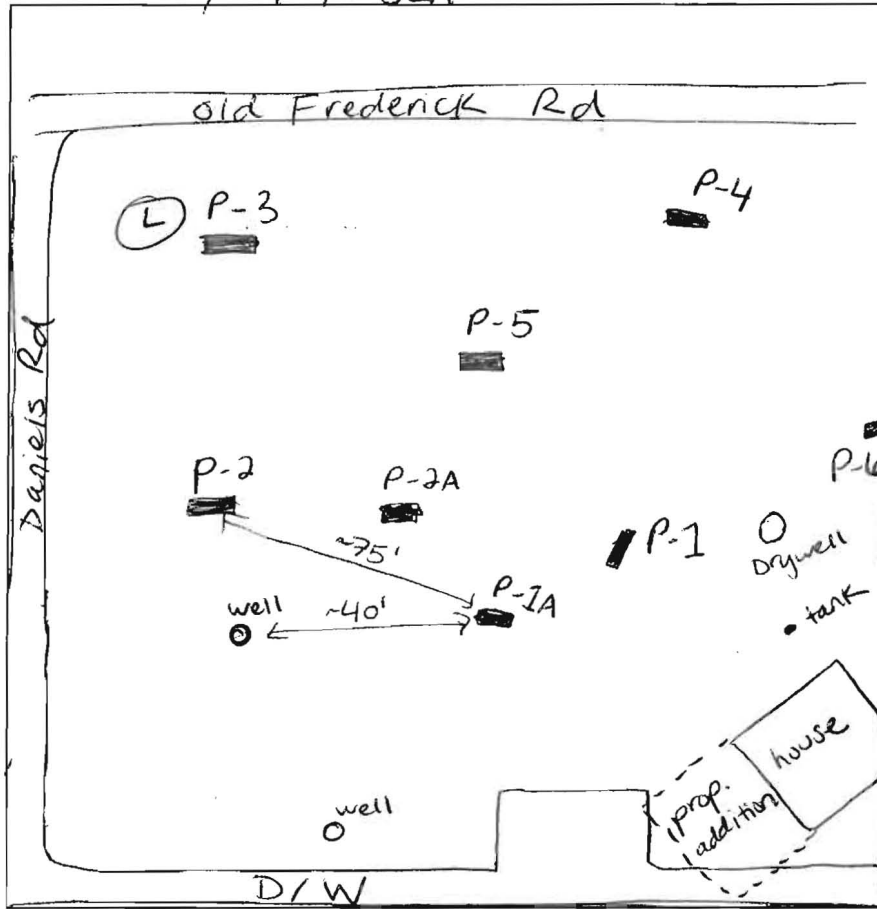 old Frederick Rd
L
P-3
P-4
P-5
Daniels Rd
P-2
P-2A
P-1
Drywell
~75'
P-1A
well
~40'
tank
house
prop.
addition
well
D/W